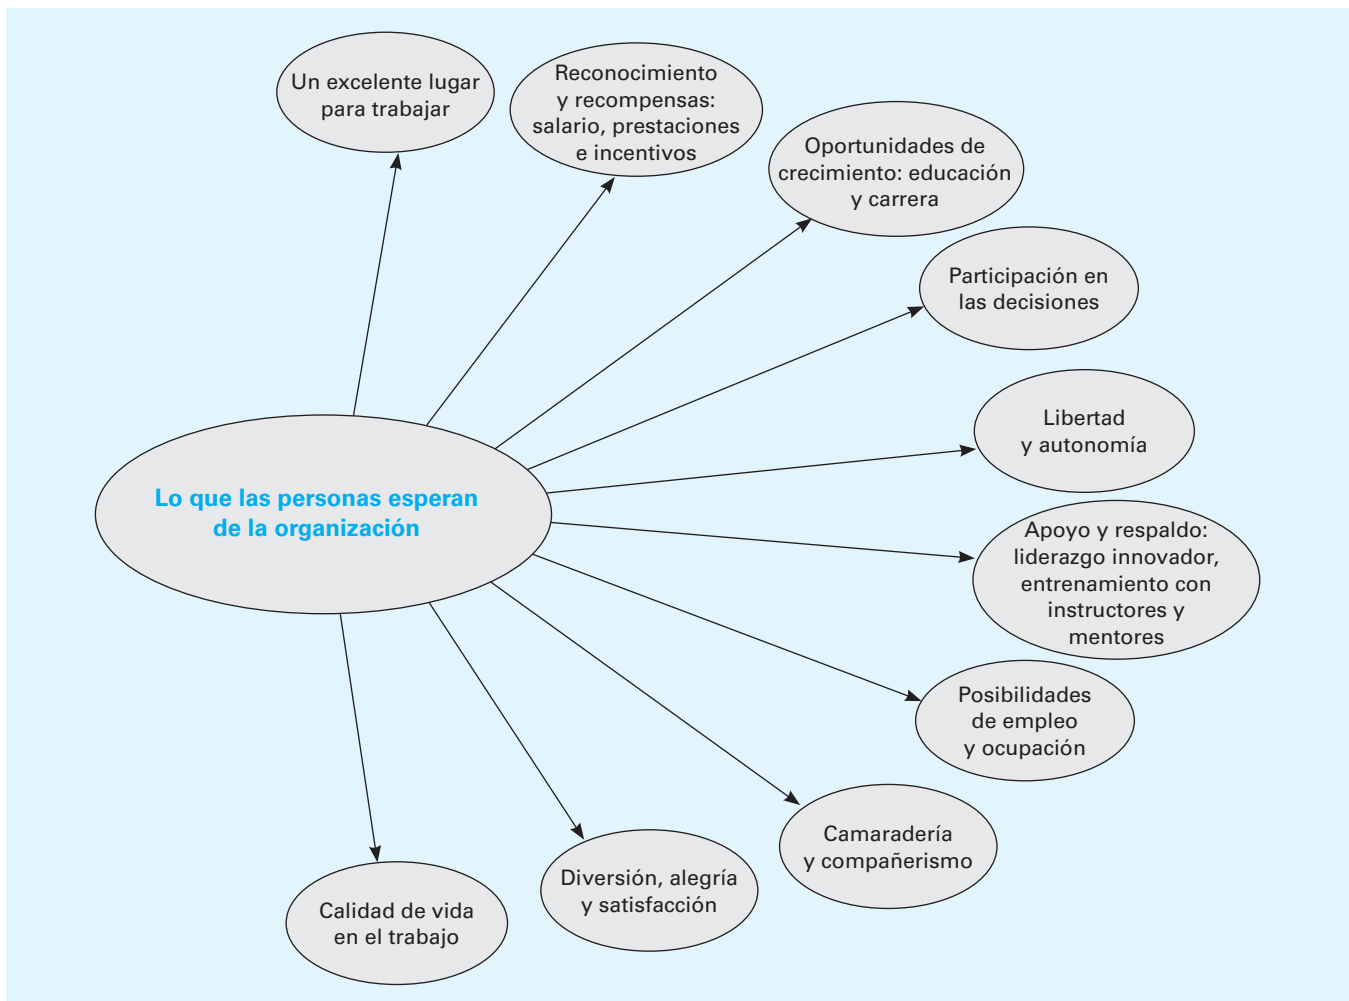 Un excelente lugar
para trabajar
Reconocimiento
y recompensas:
salario, prestaciones
e incentivos
Oportunidades de
crecimiento: educación
y carrera
Participación en
las decisiones
Libertad
y autonomía
Lo que las personas esperan
de la organización
Apoyo y respaldo:
liderazgo innovador,
entrenamiento con
instructores y
mentores
Posibilidades
de empleo
y ocupación
Camaradería
y compañerismo
Diversión, alegría
y satisfacción
Calidad de vida
en el trabajo